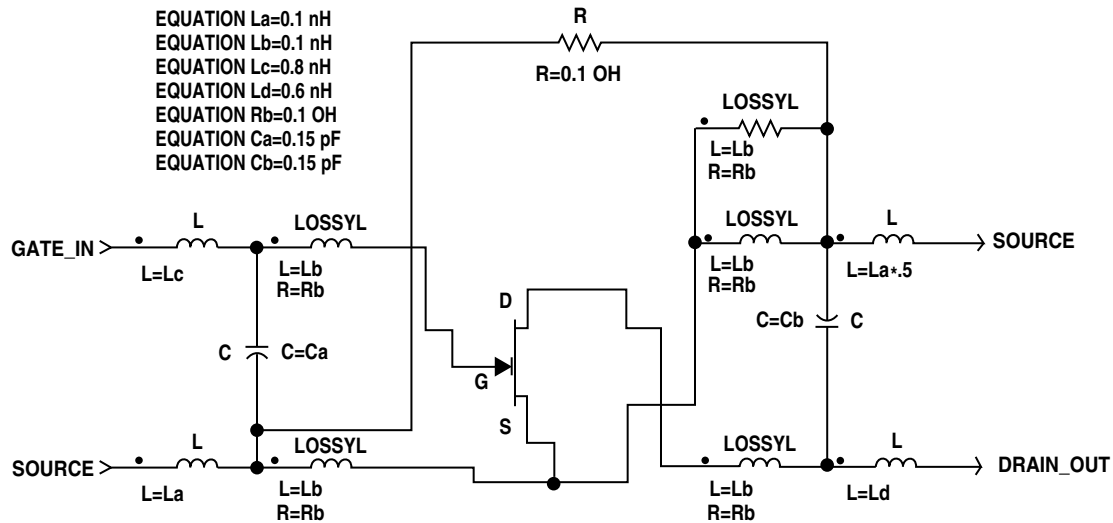 EQUATION La=0.1 nH
EQUATION Lb=0.1 nH
EQUATION Lc=0.8 nH
EQUATION Ld=0.6 nH
EQUATION Rb=0.1 OH
EQUATION Ca=0.15 pF
EQUATION Cb=0.15 pF
R
R=0.1 OH
LOSSYL
L=Lb
R=Rb
GATE_IN
L
L=Lc
LOSSYL
L=Lb
R=Rb
LOSSYL
L=Lb
R=Rb
L
L=La*.5
SOURCE
C
C=Ca
D
G
S
C=Cb
C
SOURCE
L
L=La
LOSSYL
L=Lb
R=Rb
LOSSYL
L=Lb
R=Rb
L
L=Ld
DRAIN_OUT